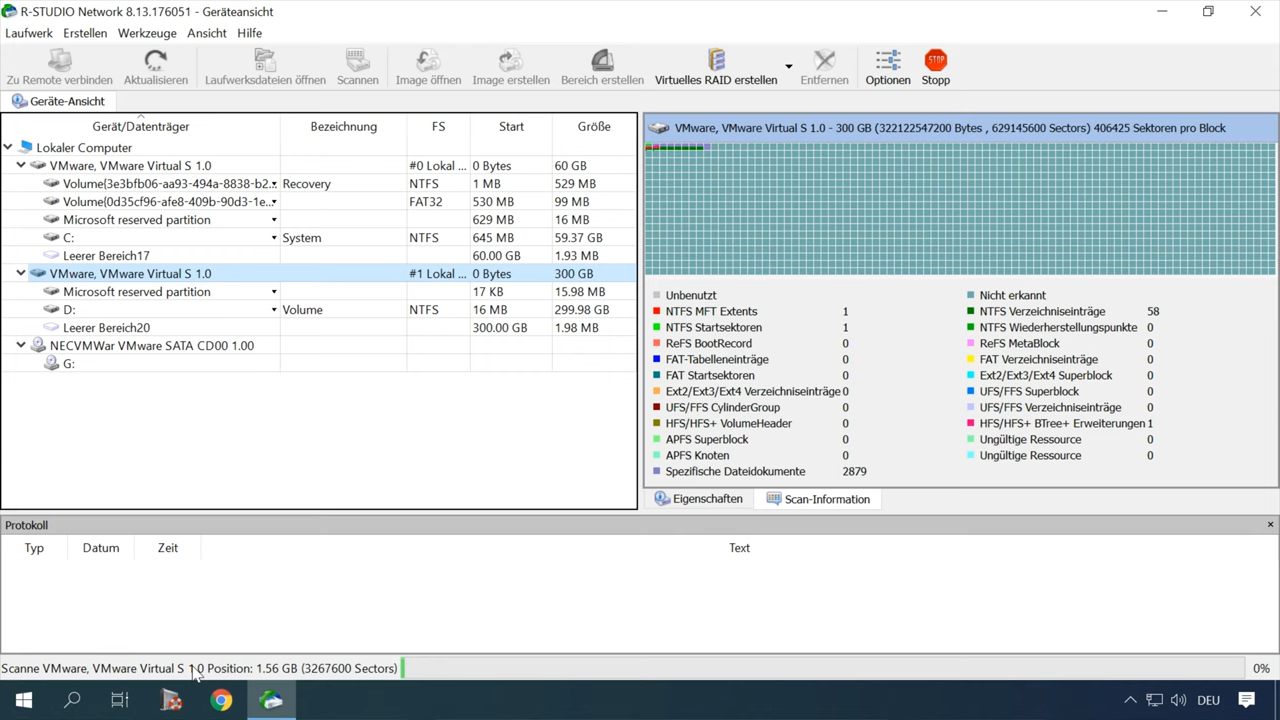 R-STUDIO Network 8.13.176051 - Geräteansicht
Laufwerk Erstellen Werkzeuge Ansicht Hilfe
Zu Remote verbinden Aktualisieren Laufwerksdateien öffnen Scannen Image öffnen Image erstellen Bereich erstellen Virtuelles RAID erstellen Entfernen Optionen Stopp
Geräte-Ansicht
Gerät/Datenträger Bezeichnung FS Start Größe
Lokaler Computer
VMware, VMware Virtual S 1.0 #0 Lokal ... 0 Bytes 60 GB
Volume{3e3bfb06-aa93-494a-8838-b2... Recovery NTFS 1 MB 529 MB
Volume{0d35cf96-afe8-409b-90d3-1e... FAT32 530 MB 99 MB
Microsoft reserved partition 629 MB 16 MB
C: System NTFS 645 MB 59.37 GB
Leerer Bereich17 60.00 GB 1.93 MB
VMware, VMware Virtual S 1.0 #1 Lokal ... 0 Bytes 300 GB
Microsoft reserved partition 17 KB 15.98 MB
D: Volume NTFS 16 MB 299.98 GB
Leerer Bereich20 300.00 GB 1.98 MB
NECVMWar VMware SATA CD00 1.00
G:
VMware, VMware Virtual S 1.0 - 300 GB (322122547200 Bytes , 629145600 Sectors) 406425 Sektoren pro Block
Unbenutzt Nicht erkannt
NTFS MFT Extents 1 NTFS Verzeichniseinträge 58
NTFS Startsektoren 1 NTFS Wiederherstellungspunkte 0
ReFS BootRecord 0 ReFS MetaBlock 0
FAT-Tabelleneinträge 0 FAT Verzeichniseinträge 0
FAT Startsektoren 0 Ext2/Ext3/Ext4 Superblock 0
Ext2/Ext3/Ext4 Verzeichniseinträge 0 UFS/FFS Superblock 0
UFS/FFS CylinderGroup 0 UFS/FFS Verzeichniseinträge 0
HFS/HFS+ VolumeHeader 0 HFS/HFS+ BTree+ Erweiterungen 1
APFS Superblock 0 Ungültige Ressource 0
APFS Knoten 0 Ungültige Ressource 0
Spezifische Dateidokumente 2879
Eigenschaften Scan-Information
Protokoll
Typ Datum Zeit Text
Scanne VMware, VMware Virtual S 1.0 Position: 1.56 GB (3267600 Sectors) 0%
DEU